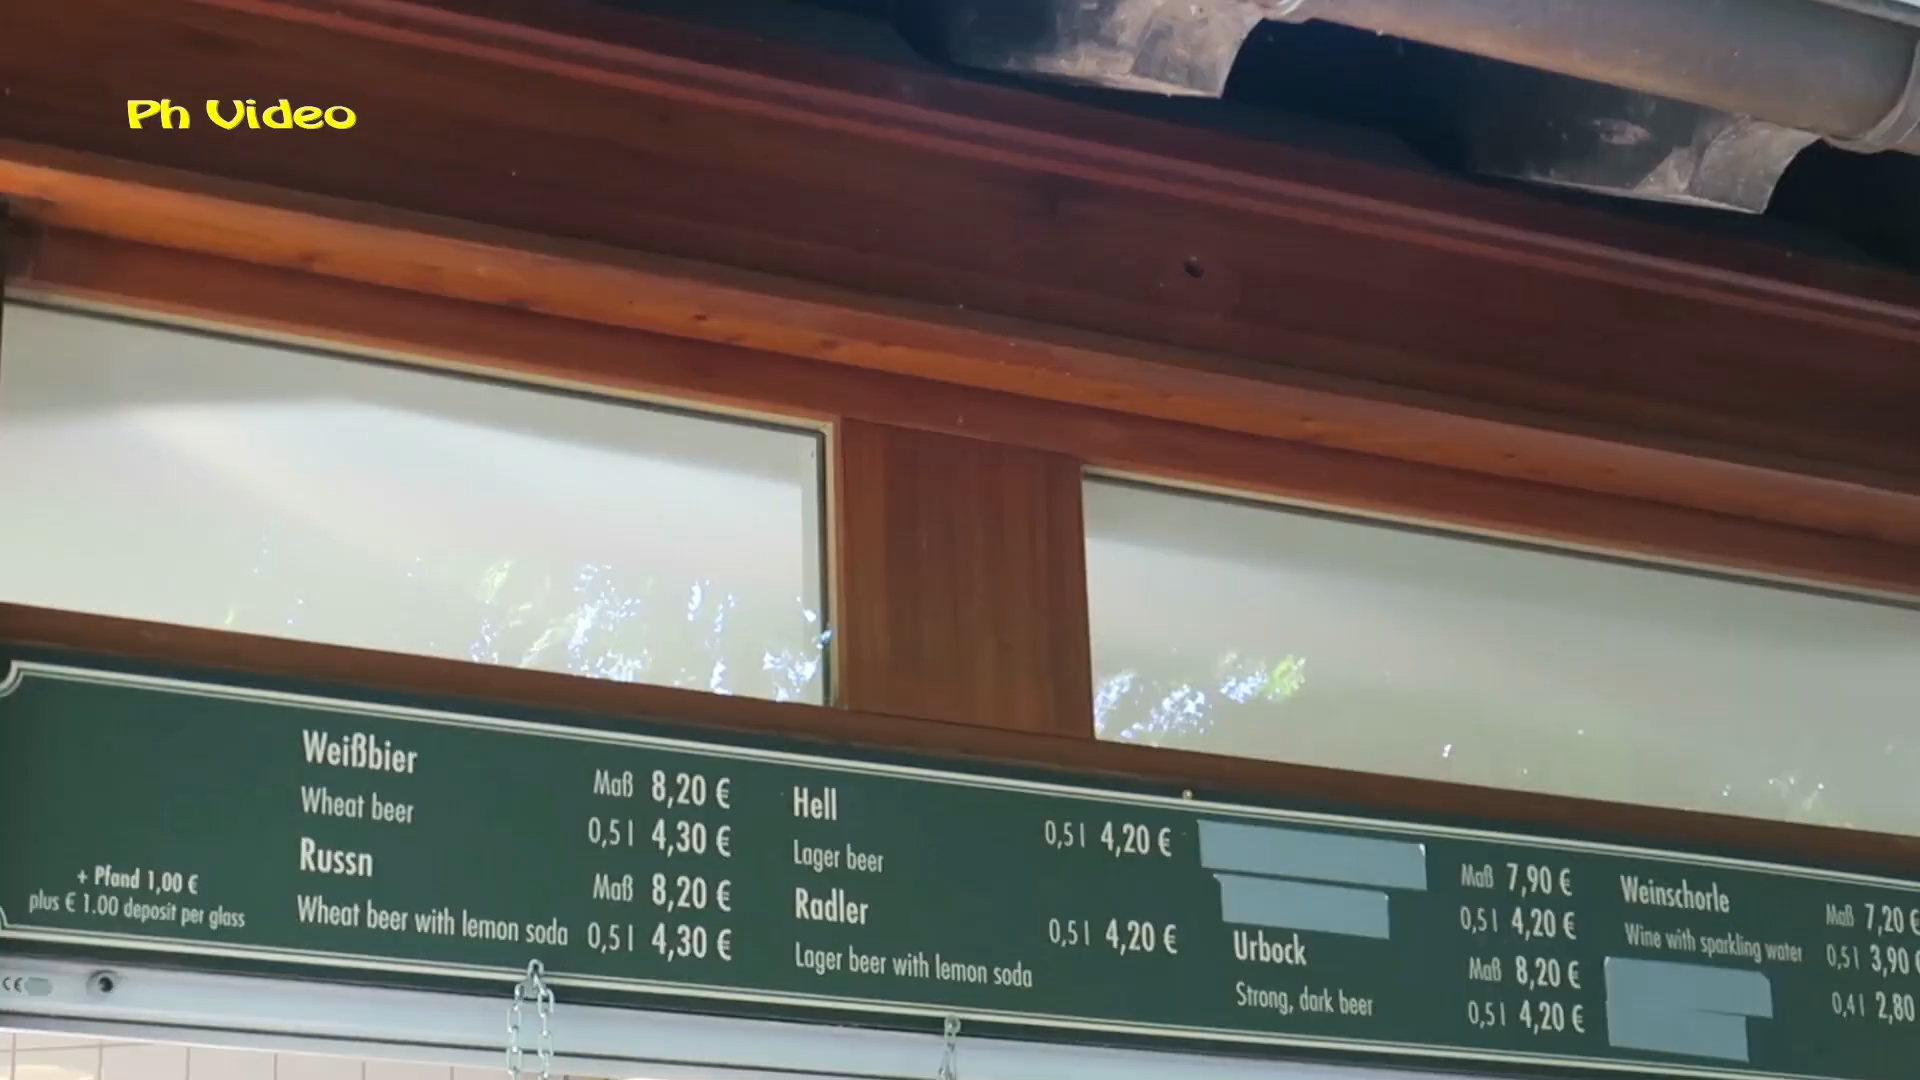 Ph Video
+ Pfand 1,00 €
plus € 1.00 deposit per glass
Weißbier
Wheat beer
Maß 8,20 €
0,5 l 4,30 €
Russn
Wheat beer with lemon soda
Maß 8,20 €
0,5 l 4,30 €
Hell
Lager beer
0,5 l 4,20 €
Radler
Lager beer with lemon soda
0,5 l 4,20 €
Maß 7,90 €
0,5 l 4,20 €
Urbock
Strong, dark beer
Maß 8,20 €
0,5 l 4,20 €
Weinschorle
Wine with sparkling water
Maß 7,20 €
0,5 l 3,90 €
0,4 l 2,80
CE